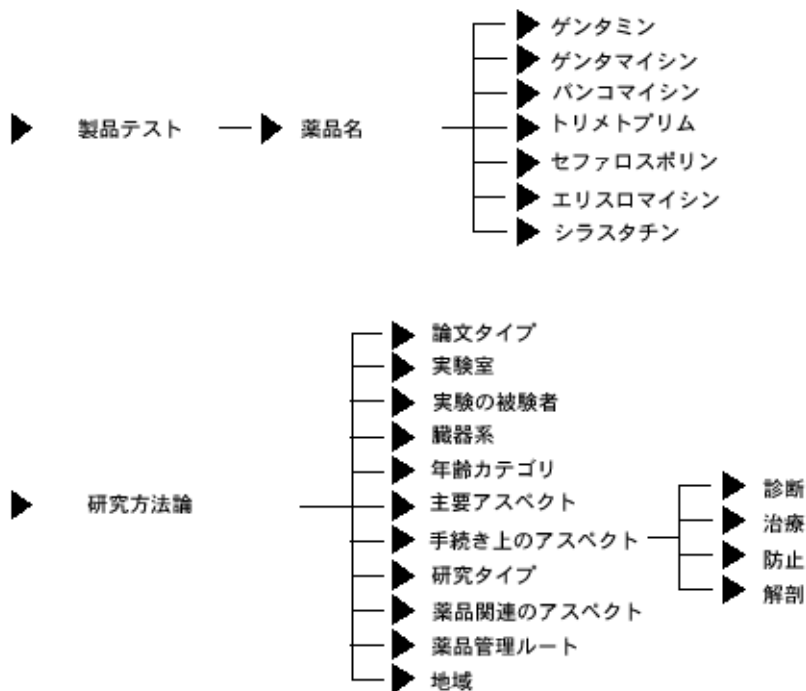 製品テスト
薬品名
ゲンタミン
ゲンタマイシン
バンコマイシン
トリメトプリム
セファロスポリン
エリスロマイシン
シラスタチン
研究方法論
論文タイプ
実験室
実験の被験者
臓器系
年齢カテゴリ
主要アスペクト
手続き上のアスペクト
診断
治療
防止
解剖
研究タイプ
薬品関連のアスペクト
薬品管理ルート
地域